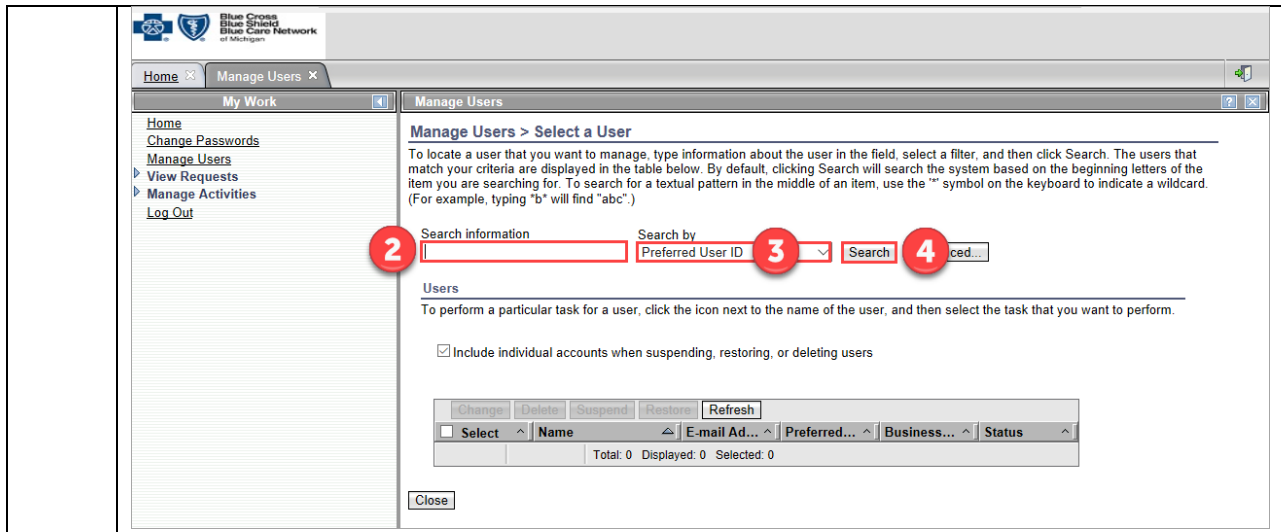 Blue Cross
Blue Shield
Blue Care Network
of Michigan
Home Manage Users
My Work
Manage Users
Home
Change Passwords
Manage Users
View Requests
Manage Activities
Log Out
Manage Users > Select a User
To locate a user that you want to manage, type information about the user in the field, select a filter, and then click Search. The users that
match your criteria are displayed in the table below. By default, clicking Search will search the system based on the beginning letters of the
item you are searching for. To search for a textual pattern in the middle of an item, use the '*' symbol on the keyboard to indicate a wildcard.
(For example, typing *b* will find "abc".)
Search information Search by
2 Preferred User ID 3 Search 4 ced...
Users
To perform a particular task for a user, click the icon next to the name of the user, and then select the task that you want to perform.
Include individual accounts when suspending, restoring, or deleting users
Change Delete Suspend Restore Refresh
Select Name E-mail Ad... Preferred... Business... Status
Total: 0 Displayed: 0 Selected: 0
Close